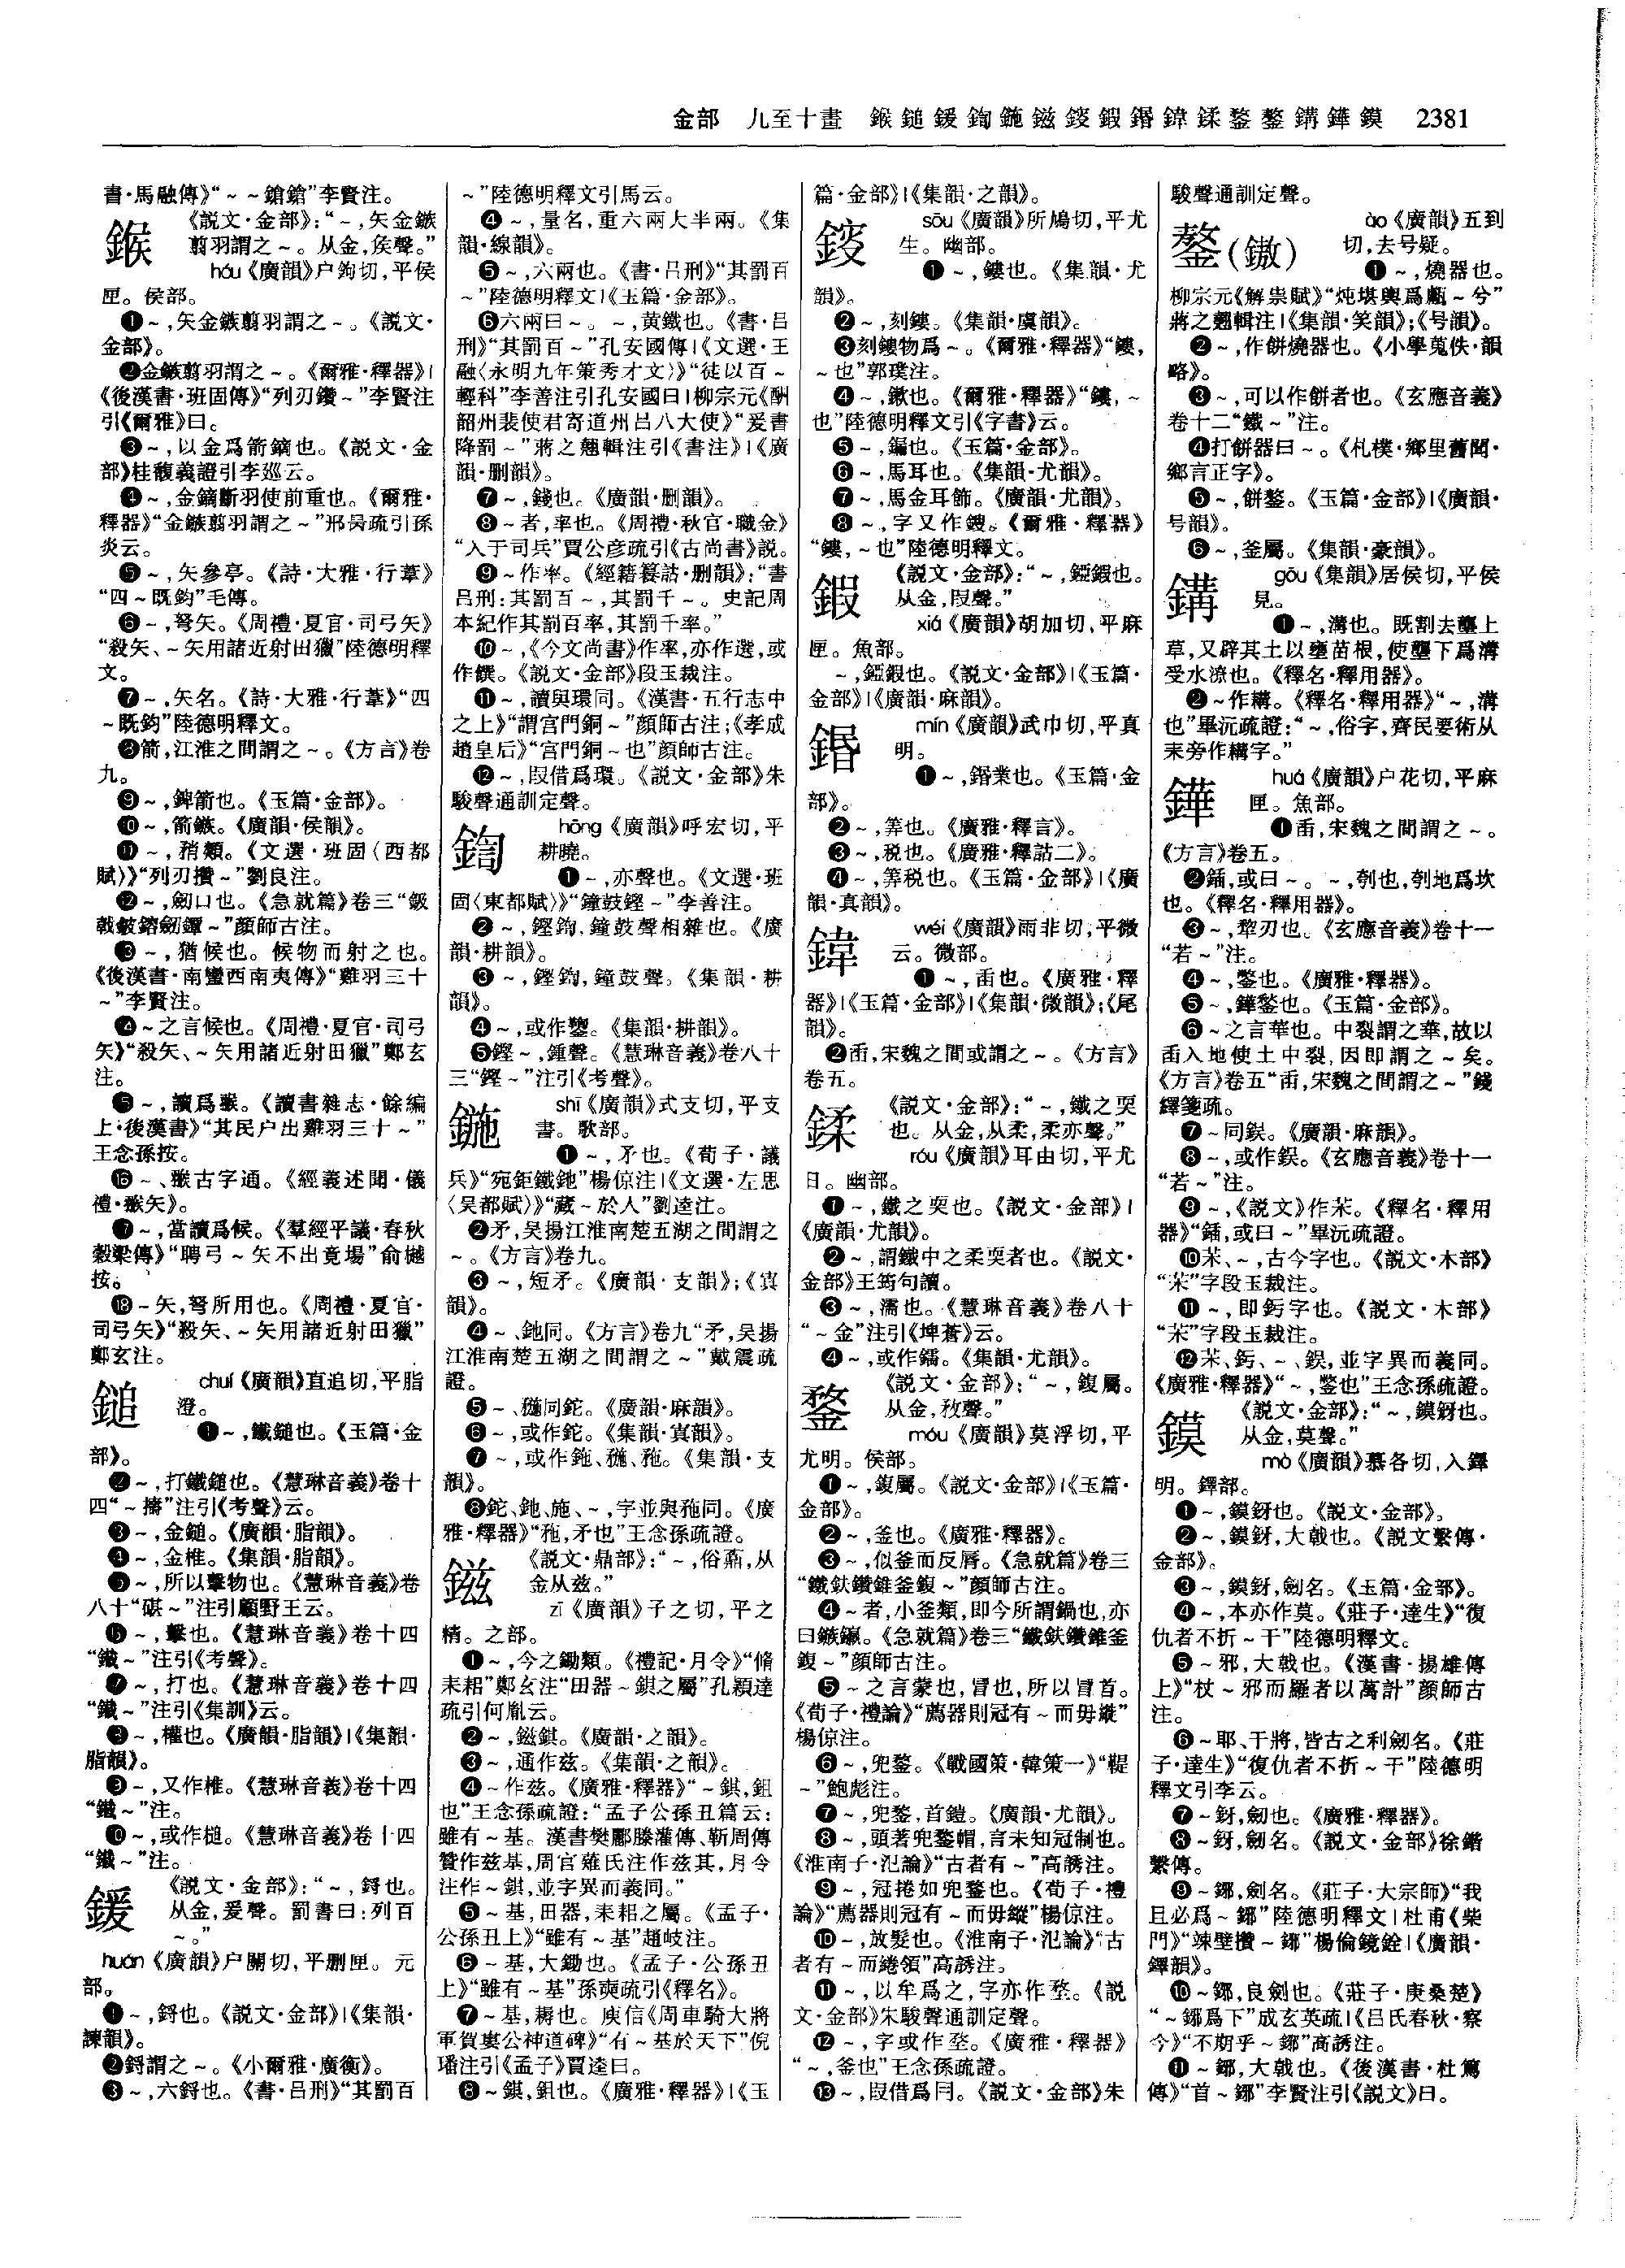 金部　九至十畫　鍭鎚鍰鍧鍦鎡鎪鍜鍲鍏鍒鍪鏊鎒鏵鏌　2381
書·馬融傳》“~~鎗鎗”李賢注。
鍭
《説文·金部》：“~，矢金鏃
翦羽謂之~。从金，矦聲。”
hóu《廣韻》户鉤切，平侯
匣。侯部。
❶~，矢金鏃翦羽謂之~。《説文·
金部》。
❷金鏃翦羽謂之~。《爾雅·釋器》|
《後漢書·班固傳》“列刃鑽~”李賢注
引《爾雅》曰。
❸~，以金爲箭鏑也。《説文·金
部》桂馥義證引李巡云。
❹~，金鏑斷羽使前重也。《爾雅·
釋器》“金鏃翦羽謂之~”邢昺疏引孫
炎云。
❺~，矢參亭。《詩·大雅·行葦》
“四~既鈞”毛傳。
❻~，弩矢。《周禮·夏官·司弓矢》
“殺矢、~矢用諸近射田獵”陸德明釋
文。
❼~，矢名。《詩·大雅·行葦》“四
~既鈞”陸德明釋文。
❽箭，江淮之間謂之~。《方言》卷
九。
❾~，錍箭也。《玉篇·金部》。
❿~，箭鏃。《廣韻·侯韻》。
⓫~，矟類。《文選·班固〈西都
賦〉》“列刃攢~”劉良注。
⓬~，劒口也。《急就篇》卷三“鈒
戟鈹鎔劒鐔~”顔師古注。
⓭~，猶候也。候物而射之也。
《後漢書·南蠻西南夷傳》“雞羽三十
~”李賢注。
⓮~之言候也。《周禮·夏官·司弓
矢》“殺矢、~矢用諸近射田獵”鄭玄
注。
⓯~，讀爲翭。《讀書雜志·餘編
上·後漢書》“其民户出雞羽三十~”
王念孫按。
⓰~、翭古字通。《經義述聞·儀
禮·翭矢》。
⓱~，當讀爲候。《羣經平議·春秋
穀梁傳》“聘弓~矢不出竟場”俞樾
按。
⓲~矢，弩所用也。《周禮·夏官·
司弓矢》“殺矢、~矢用諸近射田獵”
鄭玄注。
鎚
chuí《廣韻》直追切，平脂
澄。
❶~，鐵鎚也。《玉篇·金
部》。
❷~，打鐵鎚也。《慧琳音義》卷十
四“~擣”注引《考聲》云。
❸~，金鎚。《廣韻·脂韻》。
❹~，金椎。《集韻·脂韻》。
❺~，所以擊物也。《慧琳音義》卷
八十“碪~”注引顧野王云。
❻~，擊也。《慧琳音義》卷十四
“鐵~”注引《考聲》。
❼~，打也。《慧琳音義》卷十四
“鐵~”注引《集訓》云。
❽~，權也。《廣韻·脂韻》|《集韻·
脂韻》。
❾~，又作椎。《慧琳音義》卷十四
“鐵~”注。
❿~，或作槌。《慧琳音義》卷十四
“鐵~”注。
鍰
《説文·金部》：“~，鋝也。
从金，爰聲。罰書曰：列百
~。”
huán《廣韻》户關切，平删匣。元
部。
❶~，鋝也。《説文·金部》|《集韻·
諫韻》。
❷鋝謂之~。《小爾雅·廣衡》。
❸~，六鋝也。《書·吕刑》“其罰百
~”陸德明釋文引馬云。
❹~，量名，重六兩大半兩。《集
韻·線韻》。
❺~，六兩也。《書·吕刑》“其罰百
~”陸德明釋文|《玉篇·金部》。
❻六兩曰~。~，黄鐵也。《書·吕
刑》“其罰百~”孔安國傳|《文選·王
融〈永明九年策秀才文〉》“徒以百~
輕科”李善注引孔安國曰|柳宗元《酬
韶州裴使君寄道州吕八大使》“爰書
降罰~”蔣之翹輯注引《書注》|《廣
韻·删韻》。
❼~，錢也。《廣韻·删韻》。
❽~者，率也。《周禮·秋官·職金》
“入于司兵”賈公彦疏引《古尚書》説。
❾~作率。《經籍籑詁·删韻》：“書
吕刑：其罰百~，其罰千~。史記周
本紀作其罰百率，其罰千率。”
❿~，《今文尚書》作率，亦作選，或
作饌。《説文·金部》段玉裁注。
⓫~，讀與環同。《漢書·五行志中
之上》“謂宫門銅~”顔師古注；《孝成
趙皇后》“宫門銅~也”顔師古注。
⓬~，叚借爲環。《説文·金部》朱
駿聲通訓定聲。
鍧
hōng《廣韻》呼宏切，平
耕曉。
❶~，亦聲也。《文選·班
固〈東都賦〉》“鐘鼓鏗~”李善注。
❷~，鏗鍧，鐘鼓聲相雜也。《廣
韻·耕韻》。
❸~，鏗鍧，鐘鼓聲。《集韻·耕
韻》。
❹~，或作䥯。《集韻·耕韻》。
❺鏗~，鍾聲。《慧琳音義》卷八十
三“鏗~”注引《考聲》。
鍦
shī《廣韻》式支切，平支
書。歌部。
❶~，矛也。《荀子·議
兵》“宛鉅鐵釶”楊倞注|《文選·左思
〈吴都賦〉》“藏~於人”劉逵注。
❷矛，吴揚江淮南楚五湖之間謂之
~。《方言》卷九。
❸~，短矛。《廣韻·支韻》；《寘
韻》。
❹~、釶同。《方言》卷九“矛，吴揚
江淮南楚五湖之間謂之~”戴震疏
證。
❺~、䂠同鉈。《廣韻·麻韻》。
❻~，或作鉈。《集韻·寘韻》。
❼~，或作鉇、䂠、㐌。《集韻·支
韻》。
❽鉈、釶、施、~，字並與㐌同。《廣
雅·釋器》“㐌，矛也”王念孫疏證。
鎡
《説文·鼎部》：“~，俗鼒，从
金从兹。”
zī《廣韻》子之切，平之
精。之部。
❶~，今之鋤類。《禮記·月令》“脩
耒耜”鄭玄注“田器~錤之屬”孔穎達
疏引何胤云。
❷~，鎡錤。《廣韻·之韻》。
❸~，通作兹。《集韻·之韻》。
❹~作兹。《廣雅·釋器》“~錤，鉏
也”王念孫疏證：“孟子公孫丑篇云：
雖有~基。漢書樊酈滕灌傅、靳周傳
贊作兹基，周官薙氏注作兹其，月令
注作~錤，並字異而義同。”
❺~基，田器，耒耜之屬。《孟子·
公孫丑上》“雖有~基”趙岐注。
❻~基，大鋤也。《孟子·公孫丑
上》“雖有~基”孫奭疏引《釋名》。
❼~基，耨也。庾信《周車騎大將
軍賀婁公神道碑》“有~基於天下”倪
璠注引《孟子》賈逵曰。
❽~錤，鉏也。《廣雅·釋器》|《玉
篇·金部》|《集韻·之韻》。
鎪
sōu《廣韻》所鳩切，平尤
生。幽部。
❶~，鏤也。《集韻·尤
韻》。
❷~，刻鏤。《集韻·虞韻》。
❸刻鏤物爲~。《爾雅·釋器》“鏤，
~也”郭璞注。
❹~，鏉也。《爾雅·釋器》“鏤，~
也”陸德明釋文引《字書》云。
❺~，鎘也。《玉篇·金部》。
❻~，馬耳也。《集韻·尤韻》。
❼~，馬金耳飾。《廣韻·尤韻》。
❽~，字又作鎪。《爾雅·釋器》
“鏤，~也”陸德明釋文。
鍜
《説文·金部》：“~，錏鍜也。
从金，叚聲。”
xiá《廣韻》胡加切，平麻
匣。魚部。
~，錏鍜也。《説文·金部》|《玉篇·
金部》|《廣韻·麻韻》。
鍲
mín《廣韻》武巾切，平真
明。
❶~，鍲業也。《玉篇·金
部》。
❷~，筭也。《廣雅·釋言》。
❸~，税也。《廣雅·釋詁二》。
❹~，筭税也。《玉篇·金部》|《廣
韻·真韻》。
鍏
wéi《廣韻》雨非切，平微
云。微部。
❶~，臿也。《廣雅·釋
器》|《玉篇·金部》|《集韻·微韻》；《尾
韻》。
❷臿，宋魏之間或謂之~。《方言》
卷五。
鍒
《説文·金部》：“~，鐵之耎
也。从金，从柔，柔亦聲。”
róu《廣韻》耳由切，平尤
日。幽部。
❶~，鐵之耎也。《説文·金部》|
《廣韻·尤韻》。
❷~，謂鐵中之柔耎者也。《説文·
金部》王筠句讀。
❸~，濡也。《慧琳音義》卷八十
“~金”注引《埤蒼》云。
❹~，或作鑐。《集韻·尤韻》。
鍪
《説文·金部》：“~，鍑屬。
从金，敄聲。”
móu《廣韻》莫浮切，平
尤明。侯部。
❶~，鍑屬。《説文·金部》|《玉篇·
金部》。
❷~，釜也。《廣雅·釋器》。
❸~，似釜而反脣。《急就篇》卷三
“鐵鈇鑽錐釜鍑~”顔師古注。
❹~者，小釜類，即今所謂鍋也，亦
曰鏃鑹。《急就篇》卷三“鐵鈇鑽錐釜
鍑~”顔師古注。
❺~之言蒙也，冒也，所以冒首。
《荀子·禮論》“薦器則冠有~而毋縰”
楊倞注。
❻~，兜鍪。《戰國策·韓策一》“鞮
~”鮑彪注。
❼~，兜鍪，首鎧。《廣韻·尤韻》。
❽~，頭著兜鍪帽，言未知冠制也。
《淮南子·氾論》“古者有~”高誘注。
❾~，冠捲如兜鍪也。《荀子·禮
論》“薦器則冠有~而毋縰”楊倞注。
❿~，放髮也。《淮南子·氾論》“古
者有~而綣領”高誘注。
⓫~，以牟爲之，字亦作堥。《説
文·金部》朱駿聲通訓定聲。
⓬~，字或作堥。《廣雅·釋器》
“~，釜也”王念孫疏證。
⓭~，叚借爲冃。《説文·金部》朱
駿聲通訓定聲。
鏊(鏾)
ào《廣韻》五到
切，去号疑。
❶~，燒器也。
柳宗元《解祟賦》“炖堪輿爲甗~兮”
蔣之翹輯注|《集韻·笑韻》；《号韻》。
❷~，作餅燒器也。《小學蒐佚·韻
略》。
❸~，可以作餅者也。《玄應音義》
卷十二“鐵~”注。
❹打餅器曰~。《札樸·鄉里舊聞·
鄉言正字》。
❺~，餅鏊。《玉篇·金部》|《廣韻·
号韻》。
❻~，釜屬。《集韻·豪韻》。
鎒
gōu《集韻》居侯切，平侯
見。
❶~，溝也。既割去壟上
草，又辟其土以壅苗根，使壟下爲溝
受水潦也。《釋名·釋用器》。
❷~作耩。《釋名·釋用器》“~，溝
也”畢沅疏證：“~，俗字，齊民要術从
耒旁作耩字。”
鏵
huá《廣韻》户花切，平麻
匣。魚部。
❶臿，宋魏之間謂之~。
《方言》卷五。
❷鍤，或曰~。~，刳也，刳地爲坎
也。《釋名·釋用器》。
❸~，犂刃也。《玄應音義》卷十一
“若~”注。
❹~，鐅也。《廣雅·釋器》。
❺~，鏵鐅也。《玉篇·金部》。
❻~之言華也。中裂謂之華，故以
臿入地使土中裂，因即謂之~矣。
《方言》卷五“臿，宋魏之間謂之~”錢
繹箋疏。
❼~同鋘。《廣韻·麻韻》。
❽~，或作鋘。《玄應音義》卷十一
“若~”注。
❾~，《説文》作㭉。《釋名·釋用
器》“鍤，或曰~”畢沅疏證。
❿㭉、~，古今字也。《説文·木部》
“㭉”字段玉裁注。
⓫~，即釫字也。《説文·木部》
“㭉”字段玉裁注。
⓬㭉、釫、~、鋘，並字異而義同。
《廣雅·釋器》“~，鐅也”王念孫疏證。
鏌
《説文·金部》：“~，鏌釾也。
从金，莫聲。”
mò《廣韻》慕各切，入鐸
明。鐸部。
❶~，鏌釾也。《説文·金部》。
❷~，鏌釾，大戟也。《説文繫傳·
金部》。
❸~，鏌釾，劒名。《玉篇·金部》。
❹~，本亦作莫。《莊子·達生》“復
仇者不折~干”陸德明釋文。
❺~邪，大戟也。《漢書·揚雄傳
上》“杖~邪而羅者以萬計”顔師古
注。
❻~耶、干將，皆古之利劒名。《莊
子·達生》“復仇者不折~干”陸德明
釋文引李云。
❼~釾，劒也。《廣雅·釋器》。
❽~釾，劒名。《説文·金部》徐鍇
繫傳。
❾~鋣，劍名。《莊子·大宗師》“我
且必爲~鋣”陸德明釋文|杜甫《柴
門》“竦壁攢~鋣”楊倫鏡銓|《廣韻·
鐸韻》。
❿~鋣，良劍也。《莊子·庚桑楚》
“~鋣爲下”成玄英疏|《吕氏春秋·察
今》“不期乎~鋣”高誘注。
⓫~鋣，大戟也。《後漢書·杜篤
傳》“首~鋣”李賢注引《説文》曰。